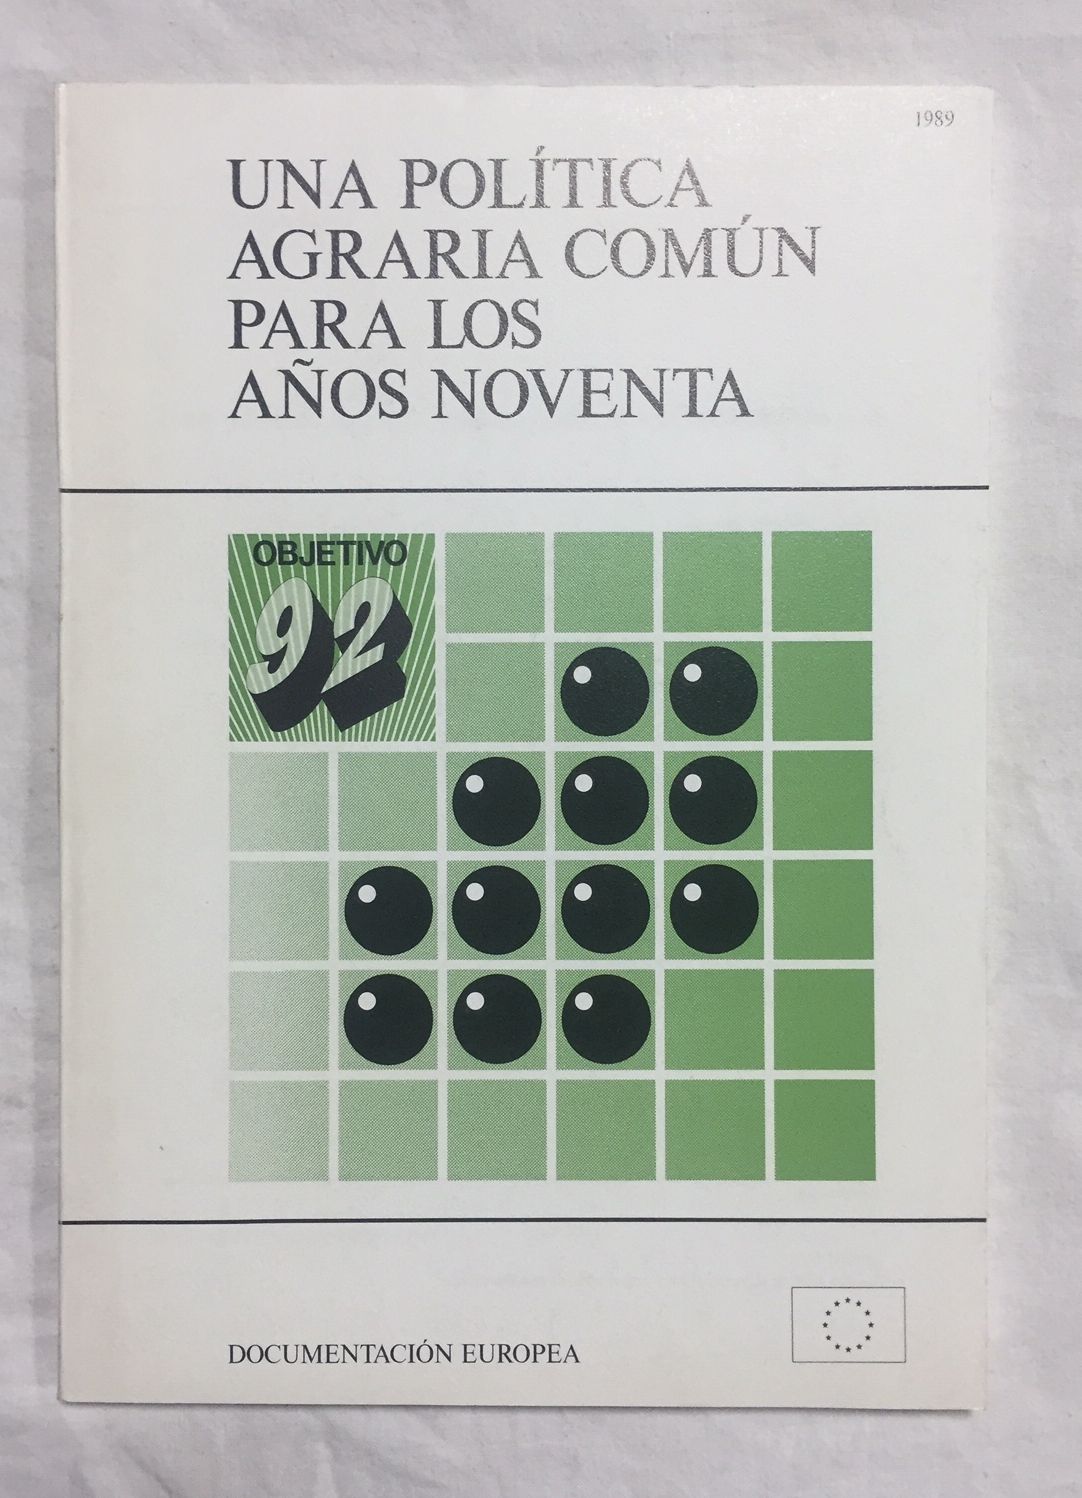 1989
UNA POLÍTICA
AGRARIA COMÚN
PARA LOS
AÑOS NOVENTA
OBJETIVO
92
DOCUMENTACIÓN EUROPEA